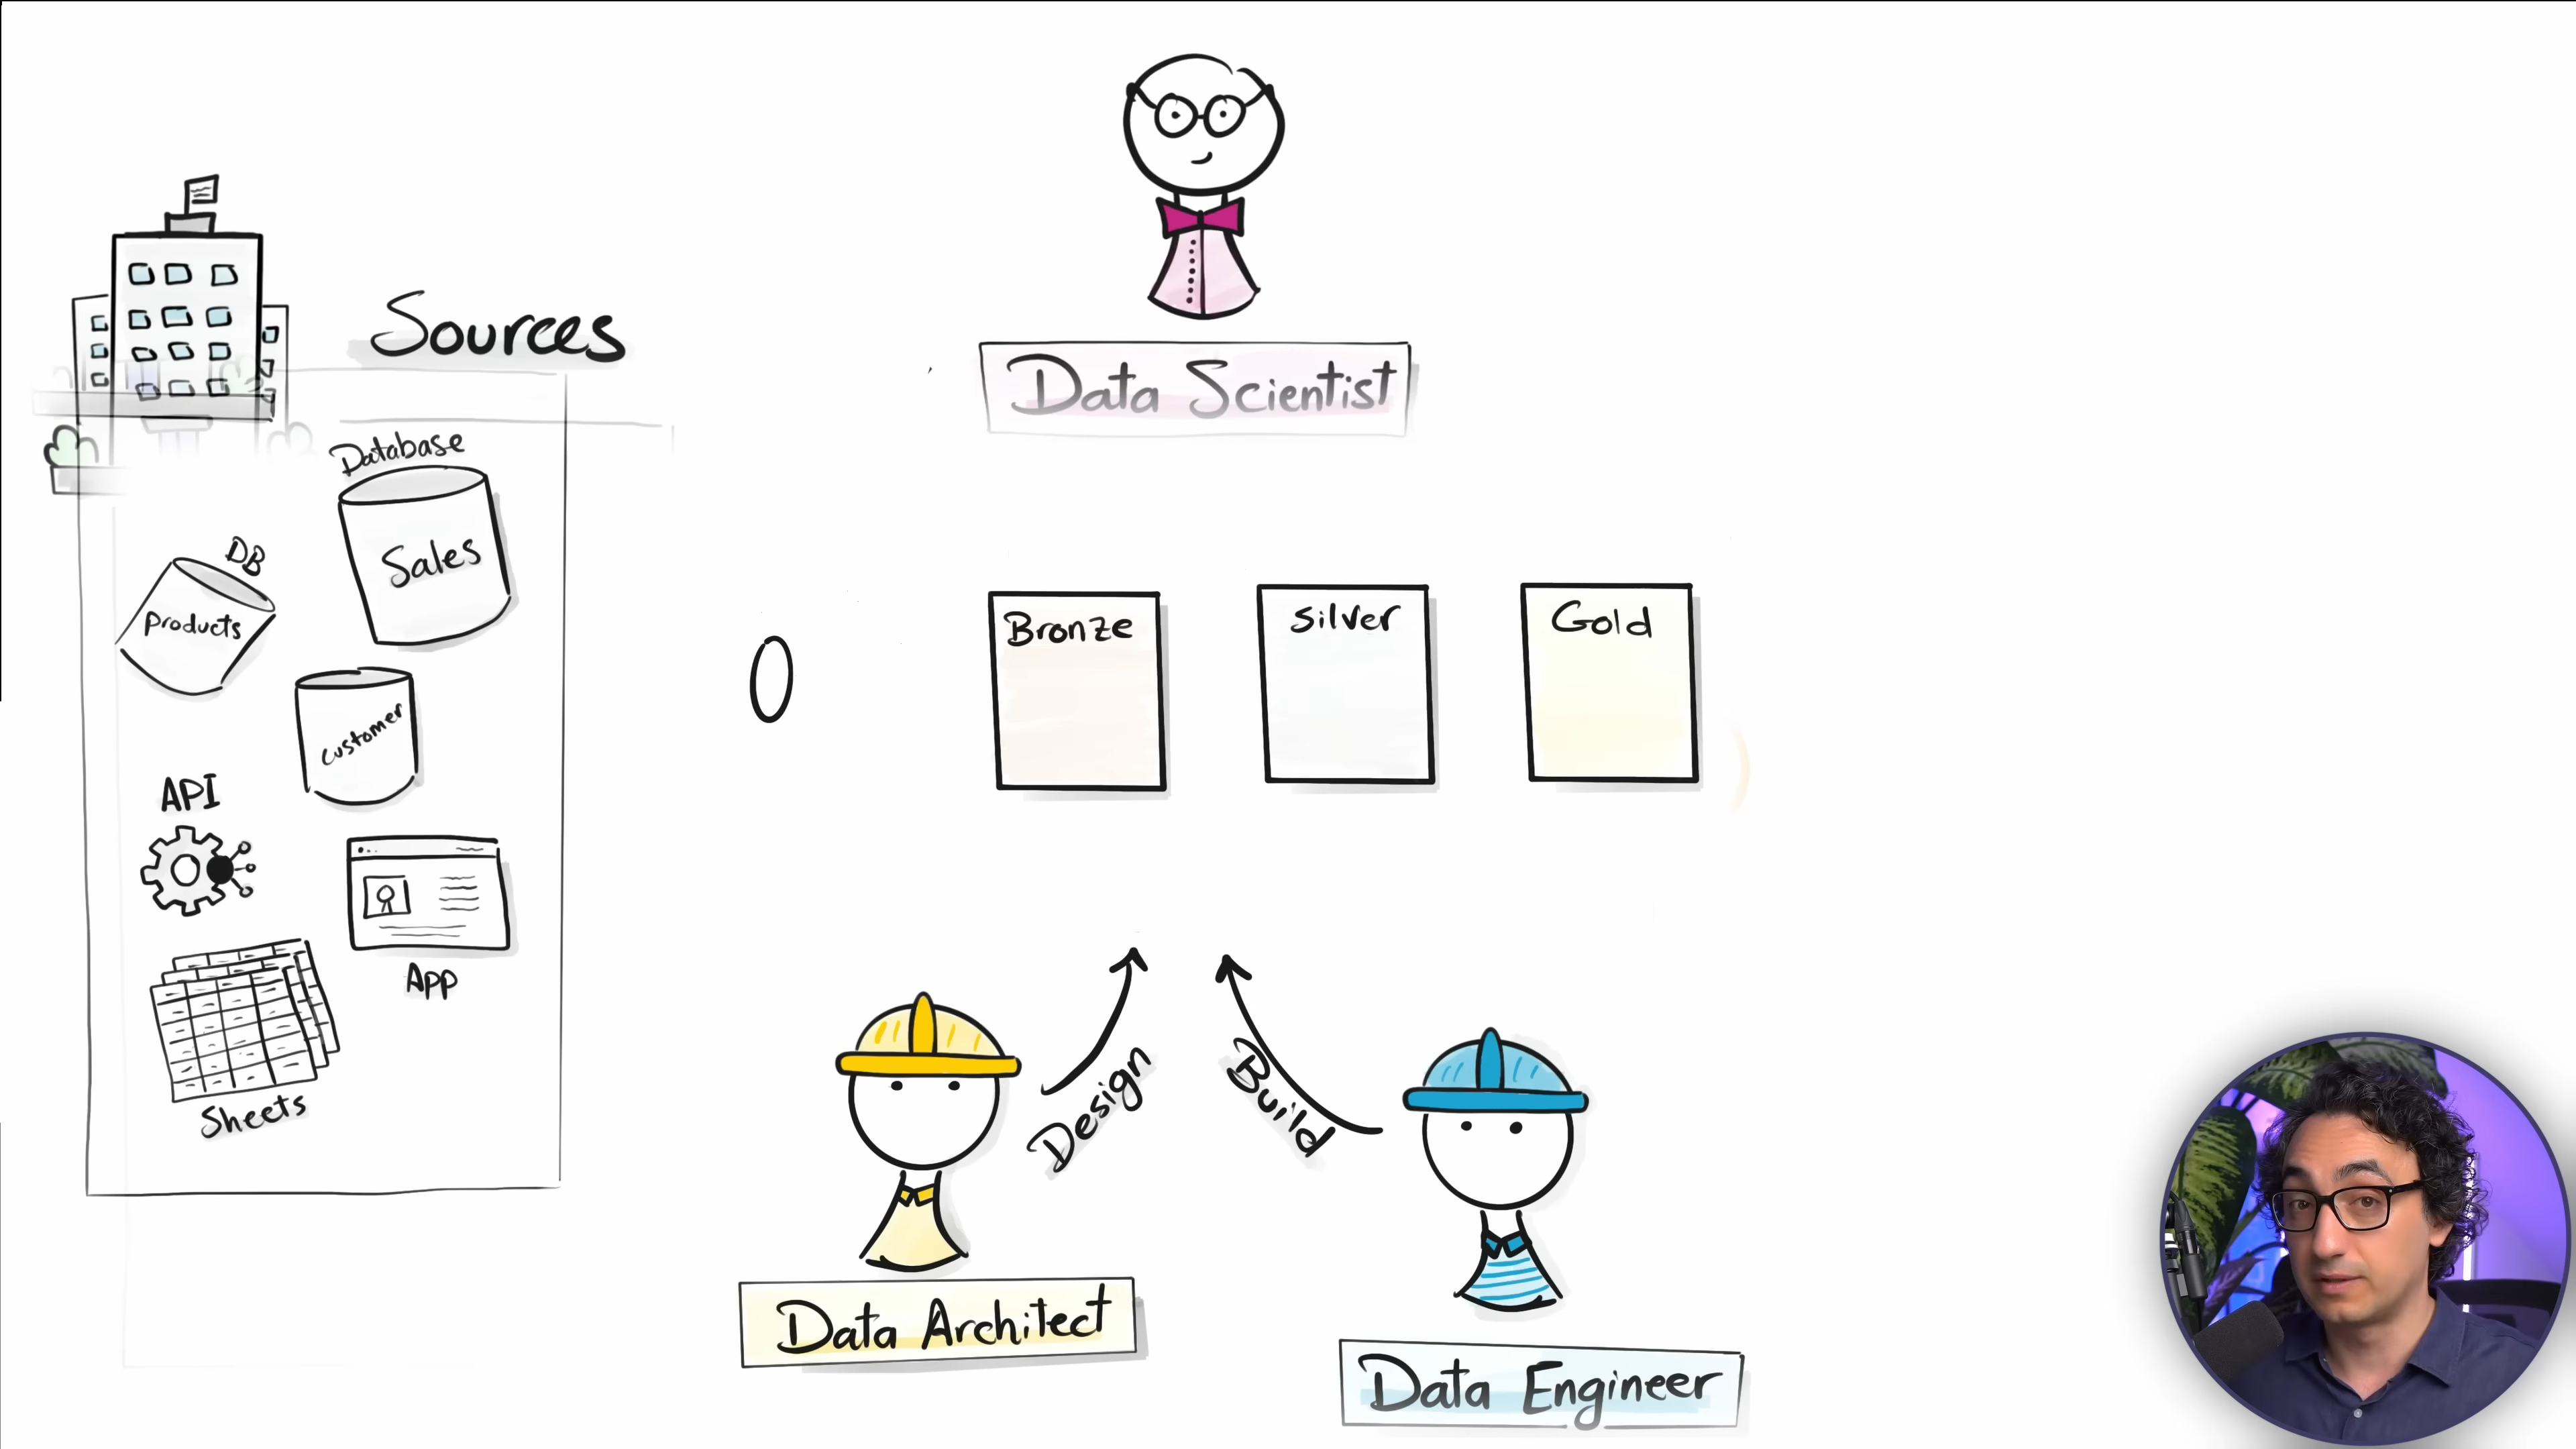 Data Scientist
Sources
Database
Sales
DB
Products
customer
API
App
Sheets
Bronze
silver
Gold
Design
Build
Data Architect
Data Engineer